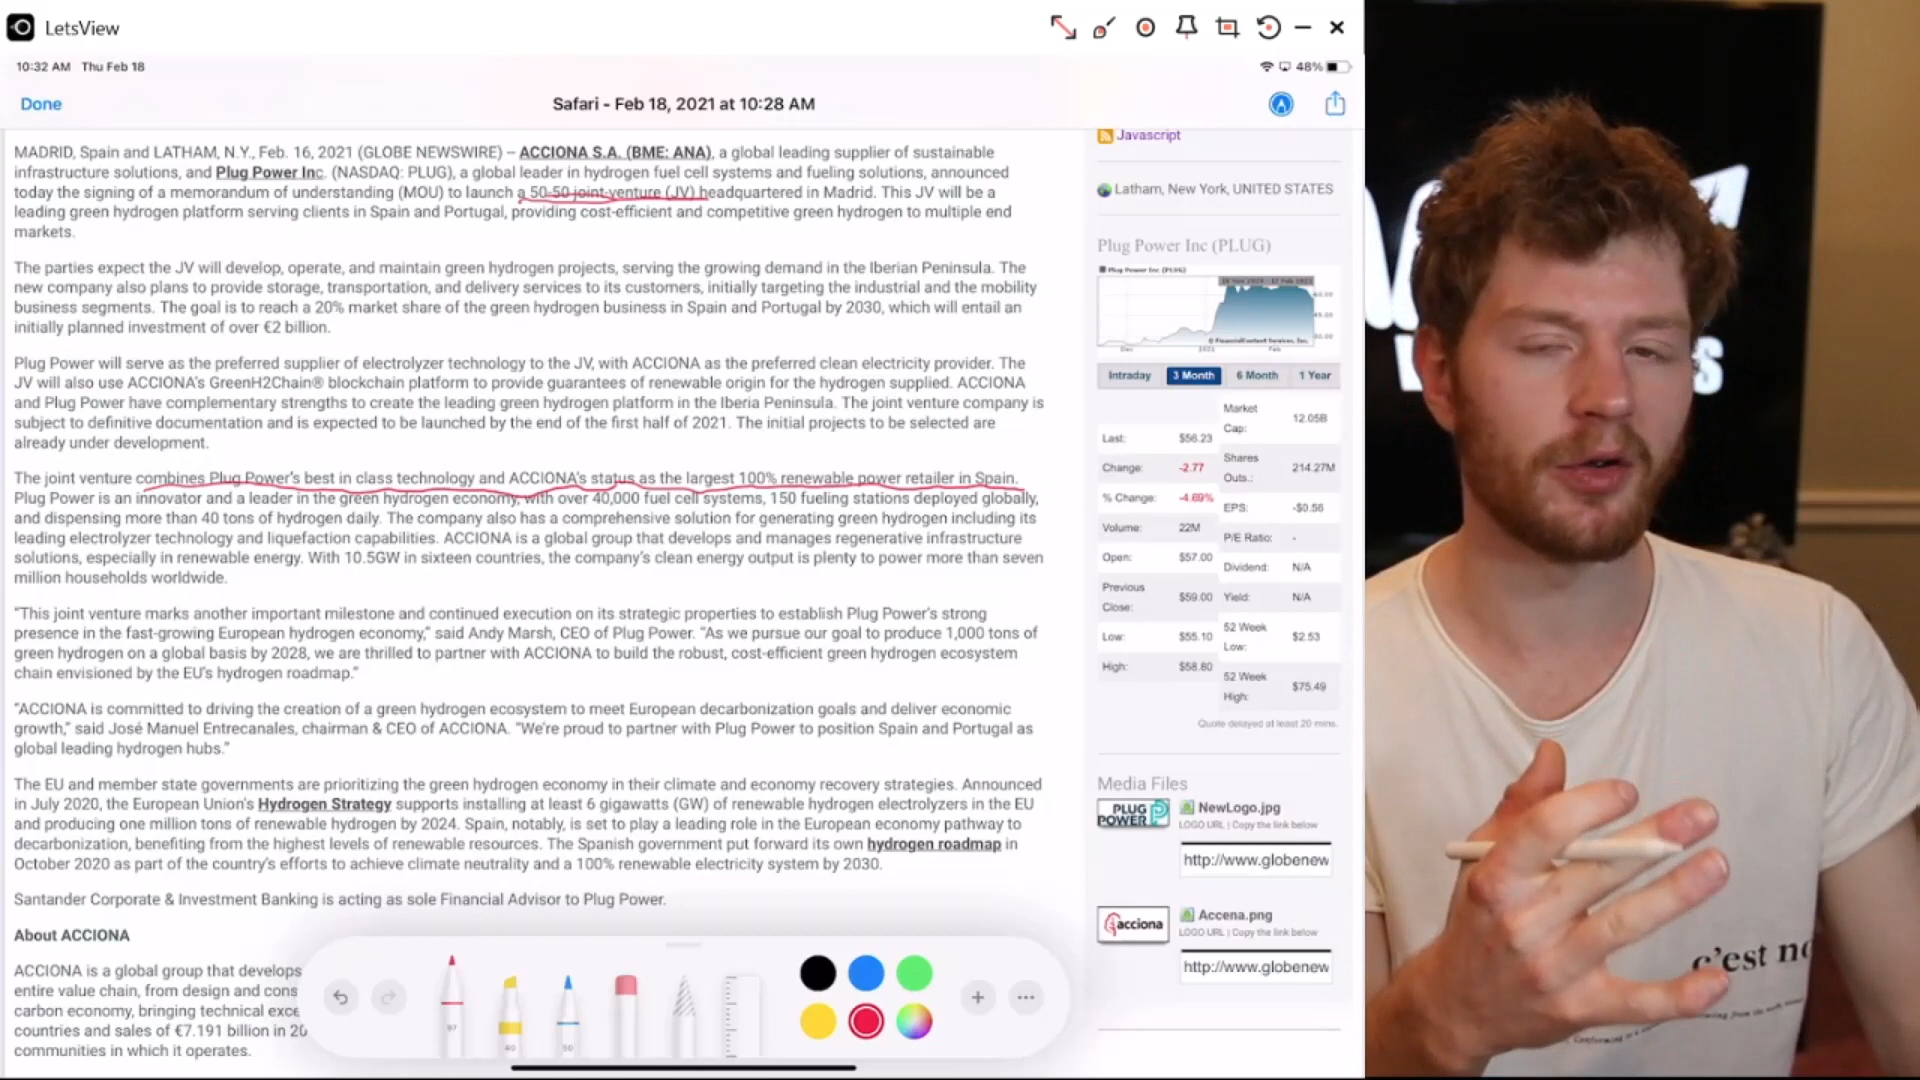 LetsView
10:32 AM Thu Feb 18
48%
Done
Safari - Feb 18, 2021 at 10:28 AM
MADRID, Spain and LATHAM, N.Y., Feb. 16, 2021 (GLOBE NEWSWIRE) -- ACCIONA S.A. (BME: ANA), a global leading supplier of sustainable
infrastructure solutions, and Plug Power Inc. (NASDAQ: PLUG), a global leader in hydrogen fuel cell systems and fueling solutions, announced
today the signing of a memorandum of understanding (MOU) to launch a 50-50 joint-venture (JV) headquartered in Madrid. This JV will be a
leading green hydrogen platform serving clients in Spain and Portugal, providing cost-efficient and competitive green hydrogen to multiple end
markets.
The parties expect the JV will develop, operate, and maintain green hydrogen projects, serving the growing demand in the Iberian Peninsula. The
new company also plans to provide storage, transportation, and delivery services to its customers, initially targeting the industrial and the mobility
business segments. The goal is to reach a 20% market share of the green hydrogen business in Spain and Portugal by 2030, which will entail an
initially planned investment of over €2 billion.
Plug Power will serve as the preferred supplier of electrolyzer technology to the JV, with ACCIONA as the preferred clean electricity provider. The
JV will also use ACCIONA's GreenH2Chain® blockchain platform to provide guarantees of renewable origin for the hydrogen supplied. ACCIONA
and Plug Power have complementary strengths to create the leading green hydrogen platform in the Iberia Peninsula. The joint venture company is
subject to definitive documentation and is expected to be launched by the end of the first half of 2021. The initial projects to be selected are
already under development.
The joint venture combines Plug Power's best in class technology and ACCIONA's status as the largest 100% renewable power retailer in Spain.
Plug Power is an innovator and a leader in the green hydrogen economy, with over 40,000 fuel cell systems, 150 fueling stations deployed globally,
and dispensing more than 40 tons of hydrogen daily. The company also has a comprehensive solution for generating green hydrogen including its
leading electrolyzer technology and liquefaction capabilities. ACCIONA is a global group that develops and manages regenerative infrastructure
solutions, especially in renewable energy. With 10.5GW in sixteen countries, the company's clean energy output is plenty to power more than seven
million households worldwide.
"This joint venture marks another important milestone and continued execution on its strategic properties to establish Plug Power's strong
presence in the fast-growing European hydrogen economy," said Andy Marsh, CEO of Plug Power. "As we pursue our goal to produce 1,000 tons of
green hydrogen on a global basis by 2028, we are thrilled to partner with ACCIONA to build the robust, cost-efficient green hydrogen ecosystem
chain envisioned by the EU's hydrogen roadmap."
"ACCIONA is committed to driving the creation of a green hydrogen ecosystem to meet European decarbonization goals and deliver economic
growth," said José Manuel Entrecanales, chairman & CEO of ACCIONA. "We're proud to partner with Plug Power to position Spain and Portugal as
global leading hydrogen hubs."
The EU and member state governments are prioritizing the green hydrogen economy in their climate and economy recovery strategies. Announced
in July 2020, the European Union's Hydrogen Strategy supports installing at least 6 gigawatts (GW) of renewable hydrogen electrolyzers in the EU
and producing one million tons of renewable hydrogen by 2024. Spain, notably, is set to play a leading role in the European economy pathway to
decarbonization, benefiting from the highest levels of renewable resources. The Spanish government put forward its own hydrogen roadmap in
October 2020 as part of the country's efforts to achieve climate neutrality and a 100% renewable electricity system by 2030.
Santander Corporate & Investment Banking is acting as sole Financial Advisor to Plug Power.
About ACCIONA
ACCIONA is a global group that develops
entire value chain, from design and cons
carbon economy, bringing technical exce
countries and sales of €7.191 billion in 20
communities in which it operates.
97
40
50
Javascript
Latham, New York, UNITED STATES
Plug Power Inc (PLUG)
Plug Power Inc (PLUG)
60.00
45.00
30.00
© FinancialContent Services, Inc.
Dec 2021 Feb
Intraday 3 Month 6 Month 1 Year
Last: $56.23
Change: -2.77
% Change: -4.69%
Volume: 22M
Open: $57.00
Previous Close: $59.00
Low: $55.10
High: $58.80
Market Cap: 12.05B
Shares Outs.: 214.27M
EPS: -$0.56
P/E Ratio: -
Dividend: N/A
Yield: N/A
52 Week Low: $2.53
52 Week High: $75.49
Quote delayed at least 20 mins.
Media Files
PLUG POWER
NewLogo.jpg
LOGO URL | Copy the link below
http://www.globenew
acciona
Accena.png
LOGO URL | Copy the link below
http://www.globenew
c'est no